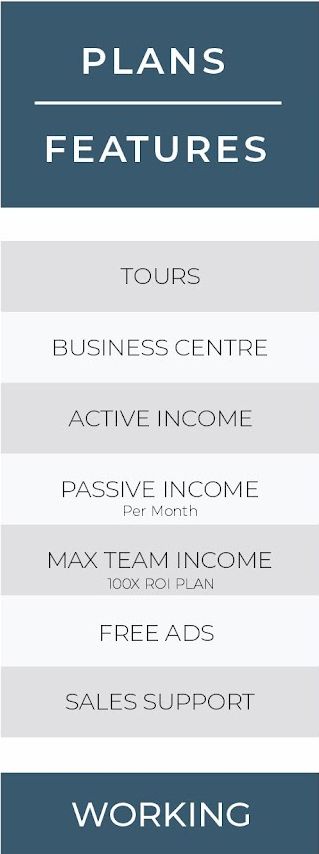 PLANS
FEATURES
TOURS
BUSINESS CENTRE
ACTIVE INCOME
PASSIVE INCOME
Per Month
MAX TEAM INCOME
100X ROI PLAN
FREE ADS
SALES SUPPORT
WORKING